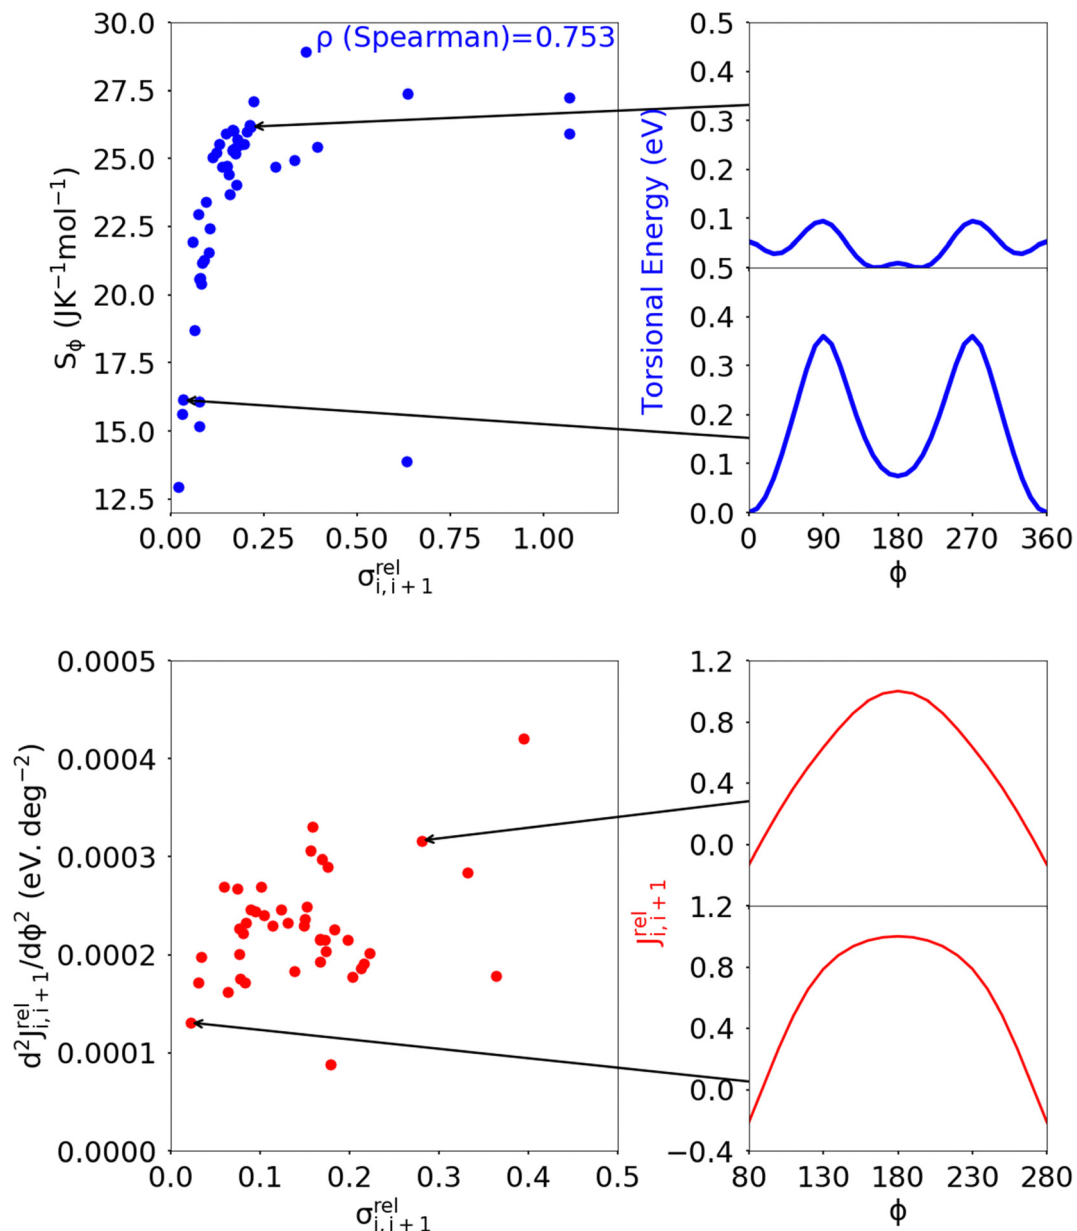 30.0
27.5
25.0
22.5
20.0
17.5
15.0
12.5
S_ϕ (JK⁻¹mol⁻¹)
ρ (Spearman)=0.753
0.00 0.25 0.50 0.75 1.00
σ^rel_i, i + 1
Torsional Energy (eV)
0.5
0.4
0.3
0.2
0.1
0.5
0.4
0.3
0.2
0.1
0.0
0 90 180 270 360
ϕ
0.0005
0.0004
0.0003
0.0002
0.0001
0.0000
d²J^rel_i, i + 1/dϕ² (eV. deg⁻²)
0.0 0.1 0.2 0.3 0.4 0.5
σ^rel_i, i + 1
J^rel_i, i + 1
1.2
0.8
0.4
0.0
1.2
0.8
0.4
0.0
−0.4
80 130 180 230 280
ϕ